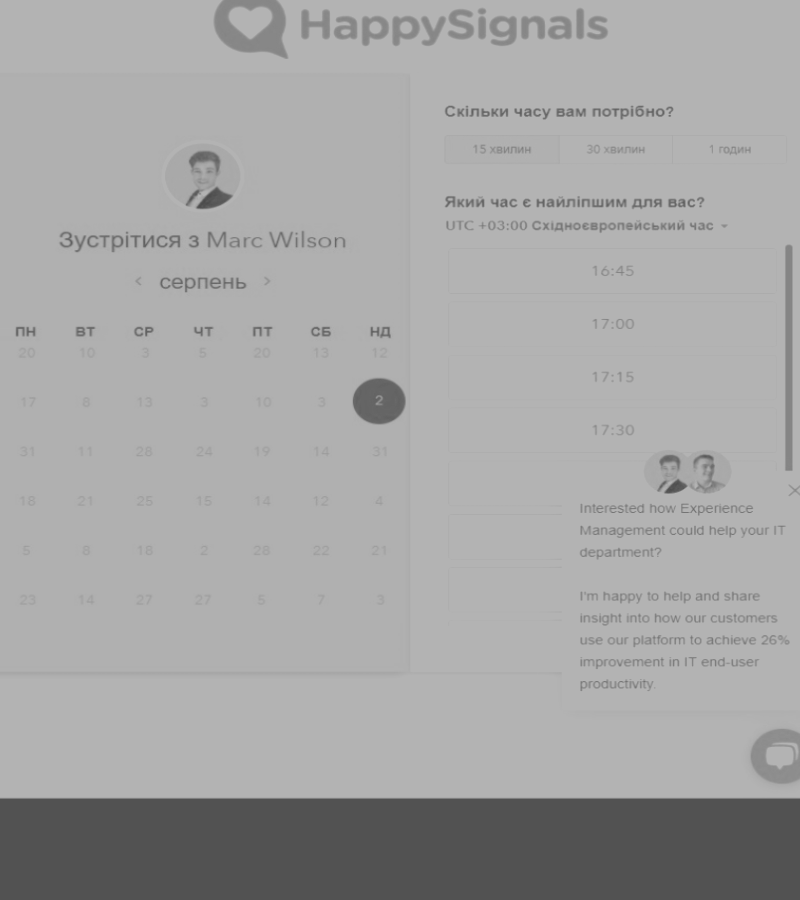 HappySignals
Зустрітися з Marc Wilson
< серпень >
ПН ВТ СР ЧТ ПТ СБ НД
20 10 3 5 20 13 12
17 8 13 3 10 3 2
31 11 28 24 19 14 31
18 21 25 15 14 12 4
5 8 18 2 28 22 21
23 14 27 27 5 7 3
Скільки часу вам потрібно?
15 хвилин 30 хвилин 1 годин
Який час є найліпшим для вас?
UTC +03:00 Східноєвропейський час
16:45
17:00
17:15
17:30
Interested how Experience
Management could help your IT
department?
I'm happy to help and share
insight into how our customers
use our platform to achieve 26%
improvement in IT end-user
productivity.